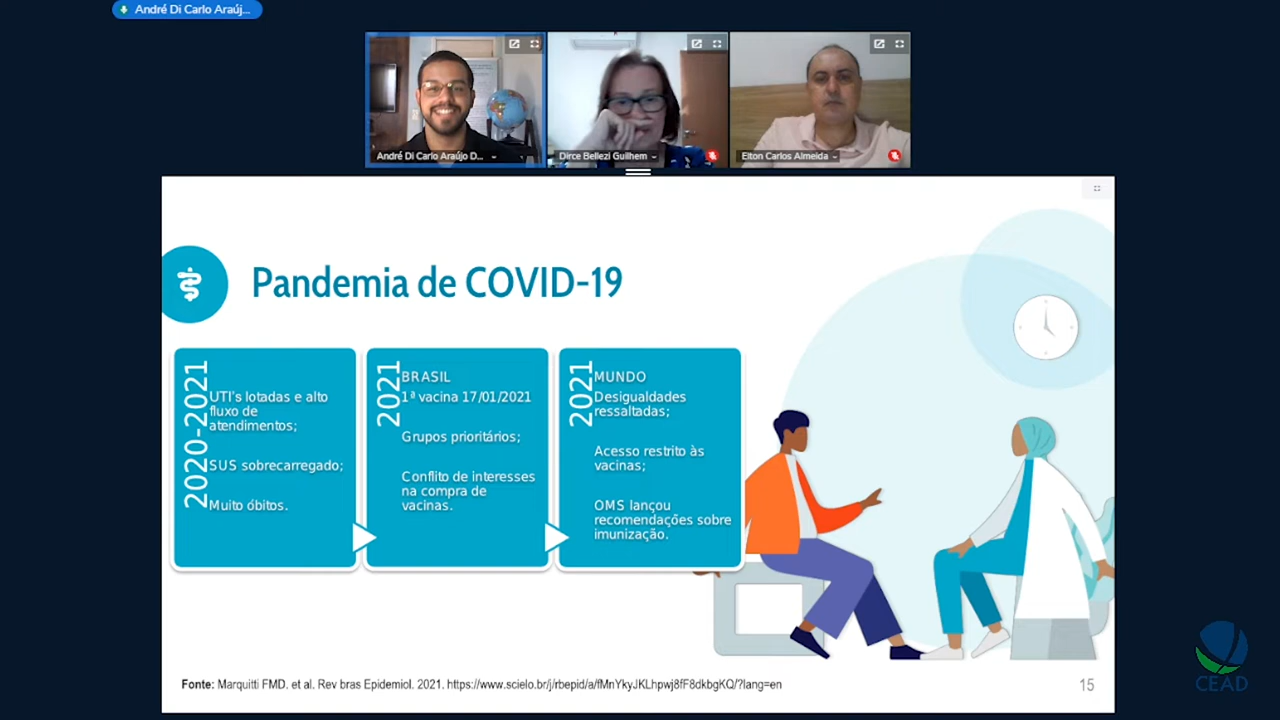 André Di Carlo Araúj...
André Di Carlo Araújo D...
Dirce Bellezi Guilhem
Elton Carlos Almeida
Pandemia de COVID-19
2020-2021
UTI's lotadas e alto
fluxo de
atendimentos;
SUS sobrecarregado;
Muito óbitos.
2021
BRASIL
1ª vacina 17/01/2021
Grupos prioritários;
Conflito de interesses
na compra de
vacinas.
2021
MUNDO
Desigualdades
ressaltadas;
Acesso restrito às
vacinas;
OMS lançou
recomendações sobre
imunização.
Fonte: Marquitti FMD. et al. Rev bras Epidemiol. 2021. https://www.scielo.br/j/rbepid/a/fMnYkyJKLhpwj8fF8dkbgKQ/?lang=en
15
CEAD